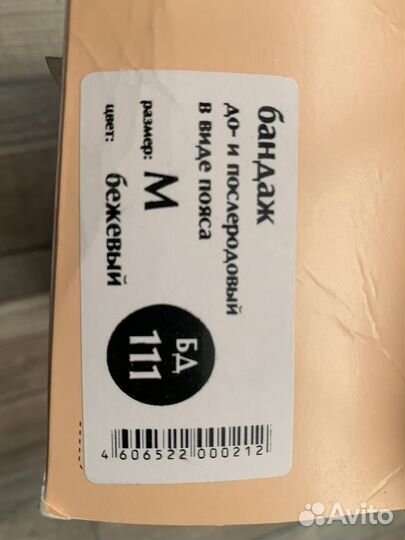 бандаж
до- и послеродовый
в виде пояса
размер: M
цвет: бежевый
БД
111
4 606522 000212
Avito